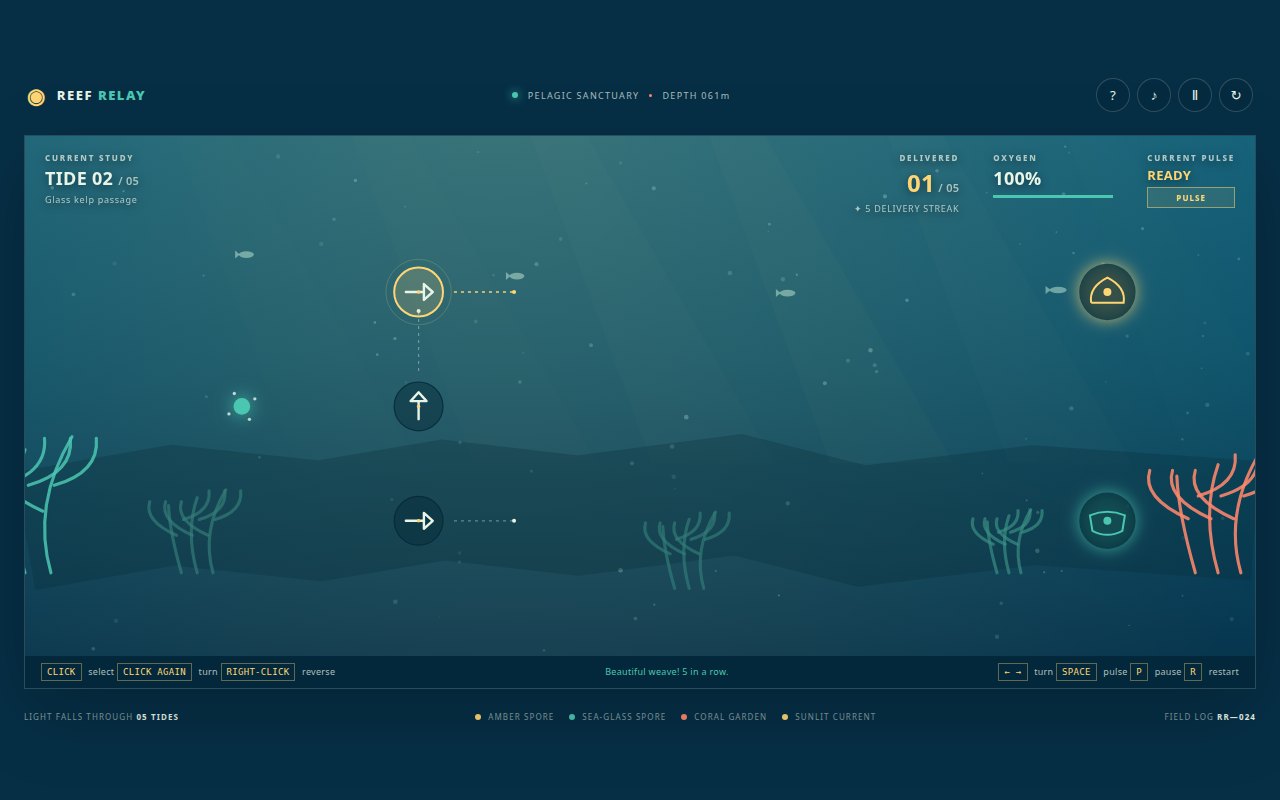 REEF RELAY
PELAGIC SANCTUARY • DEPTH 061m
? ♪ Ⅱ ↻
CURRENT STUDY
TIDE 02 / 05
Glass kelp passage
DELIVERED
01 / 05
✦ 5 DELIVERY STREAK
OXYGEN
100%
CURRENT PULSE
READY
PULSE
CLICK select CLICK AGAIN turn RIGHT-CLICK reverse
Beautiful weave! 5 in a row.
← → turn SPACE pulse P pause R restart
LIGHT FALLS THROUGH 05 TIDES
AMBER SPORE SEA-GLASS SPORE CORAL GARDEN SUNLIT CURRENT
FIELD LOG RR—024